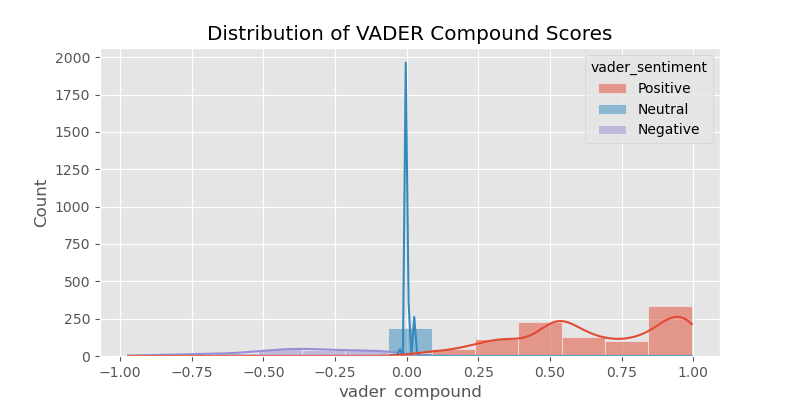 Distribution of VADER Compound Scores
vader_sentiment
Positive
Neutral
Negative
Count
2000
1750
1500
1250
1000
750
500
250
0
−1.00 −0.75 −0.50 −0.25 0.00 0.25 0.50 0.75 1.00
vader_compound